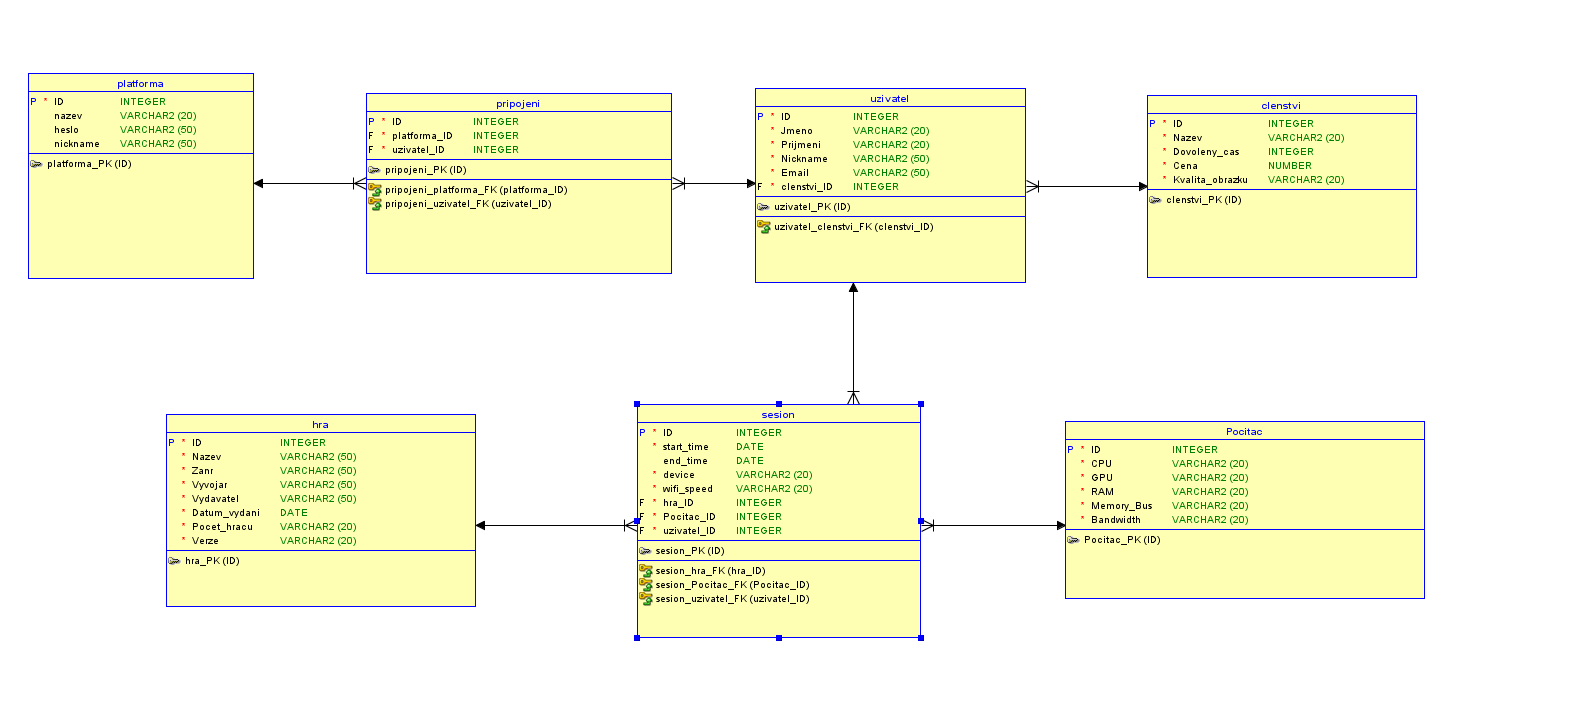 platforma
P * ID INTEGER
nazev VARCHAR2 (20)
heslo VARCHAR2 (50)
nickname VARCHAR2 (50)
platforma_PK (ID)
pripojeni
P * ID INTEGER
F * platforma_ID INTEGER
F * uzivatel_ID INTEGER
pripojeni_PK (ID)
pripojeni_platforma_FK (platforma_ID)
pripojeni_uzivatel_FK (uzivatel_ID)
uzivatel
P * ID INTEGER
* Jmeno VARCHAR2 (20)
* Prijmeni VARCHAR2 (20)
* Nickname VARCHAR2 (50)
* Email VARCHAR2 (50)
F * clenstvi_ID INTEGER
uzivatel_PK (ID)
uzivatel_clenstvi_FK (clenstvi_ID)
clenstvi
P * ID INTEGER
* Nazev VARCHAR2 (20)
* Dovoleny_cas INTEGER
* Cena NUMBER
* Kvalita_obrazku VARCHAR2 (20)
clenstvi_PK (ID)
hra
P * ID INTEGER
* Nazev VARCHAR2 (50)
* Zanr VARCHAR2 (50)
* Vyvojar VARCHAR2 (50)
* Vydavatel VARCHAR2 (50)
* Datum_vydani DATE
* Pocet_hracu VARCHAR2 (20)
* Verze VARCHAR2 (20)
hra_PK (ID)
sesion
P * ID INTEGER
* start_time DATE
end_time DATE
* device VARCHAR2 (20)
* wifi_speed VARCHAR2 (20)
F * hra_ID INTEGER
F * Pocitac_ID INTEGER
F * uzivatel_ID INTEGER
sesion_PK (ID)
sesion_hra_FK (hra_ID)
sesion_Pocitac_FK (Pocitac_ID)
sesion_uzivatel_FK (uzivatel_ID)
Pocitac
P * ID INTEGER
* CPU VARCHAR2 (20)
* GPU VARCHAR2 (20)
* RAM VARCHAR2 (20)
* Memory_Bus VARCHAR2 (20)
* Bandwidth VARCHAR2 (20)
Pocitac_PK (ID)